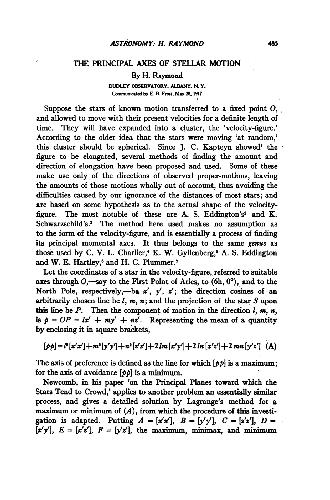 ASTRONOMY: H. RAYMOND 485
THE PRINCIPAL AXES OF STELLAR MOTION
By H. Raymond
DUDLEY OBSERVATORY, ALBANY, N. Y.
Communicated by E. B. Frost, May 28, 1917
Suppose the stars of known motion transferred to a fixed point O,
and allowed to move with their present velocities for a definite length of
time. They will have expanded into a cluster, the 'velocity-figure.'
According to the older idea that the stars were moving 'at random,'
this cluster should be spherical. Since J. C. Kapteyn showed¹ the
figure to be elongated, several methods of finding the amount and
direction of elongation have been proposed and used. Some of these
make use only of the directions of observed proper-motions, leaving
the amounts of those motions wholly out of account, thus avoiding the
difficulties caused by our ignorance of the distances of most stars; and
are based on some hypothesis as to the actual shape of the velocity-
figure. The most notable of these are A. S. Eddington's² and K.
Schwarzschild's.³ The method here used makes no assumption as
to the form of the velocity-figure, and is essentially a process of finding
its principal momental axes. It thus belongs to the same genus as
those used by C. V. L. Charlier,⁴ K. W. Gyllenberg,⁵ A. S. Eddington
and W. E. Hartley,⁶ and H. C. Plummer.⁷
Let the coordinates of a star in the velocity-figure, referred to suitable
axes through O,—say to the First Point of Aries, to (6h, 0°), and to the
North Pole, respectively,—be x′, y′, z′; the direction cosines of an
arbitrarily chosen line be l, m, n; and the projection of the star S upon
this line be P. Then the component of motion in the direction l, m, n,
is p = OP = lx′ + my′ + nz′. Representing the mean of a quantity
by enclosing it in square brackets,
[pp] = l²[x′x′]+m²[y′y′]+n²[z′z′]+2lm[x′y′]+2ln[x′z′]+2mn[y′z′] (A)
The axis of preference is defined as the line for which [pp] is a maximum;
for the axis of avoidance [pp] is a minimum.
Newcomb, in his paper 'on the Principal Planes toward which the
Stars Tend to Crowd,' applies to another problem an essentially similar
process, and gives a detailed solution by Lagrange's method for a
maximum or minimum of (A), from which the procedure of this investi-
gation is adapted. Putting A = [x′x′], B = [y′y′], C = [z′z′], D =
[x′y′], E = [x′z′], F = [y′z′], the maximum, minimax, and minimum